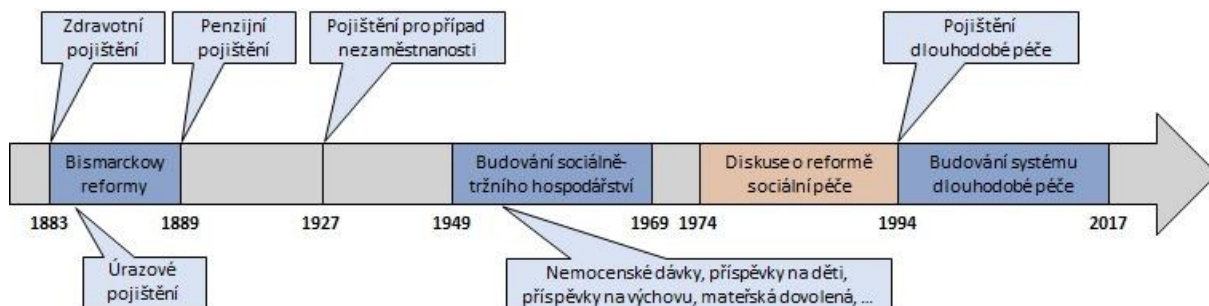 Zdravotní
pojištění
Penzijní
pojištění
Pojištění pro případ
nezaměstnanosti
Pojištění
dlouhodobé péče
Bismarckovy
reformy
Budování sociálně-
tržního hospodářství
Diskuse o reformě
sociální péče
Budování systému
dlouhodobé péče
1883
1889
1927
1949
1969
1974
1994
2017
Úrazové
pojištění
Nemocenské dávky, příspěvky na děti,
příspěvky na výchovu, mateřská dovolená, ...